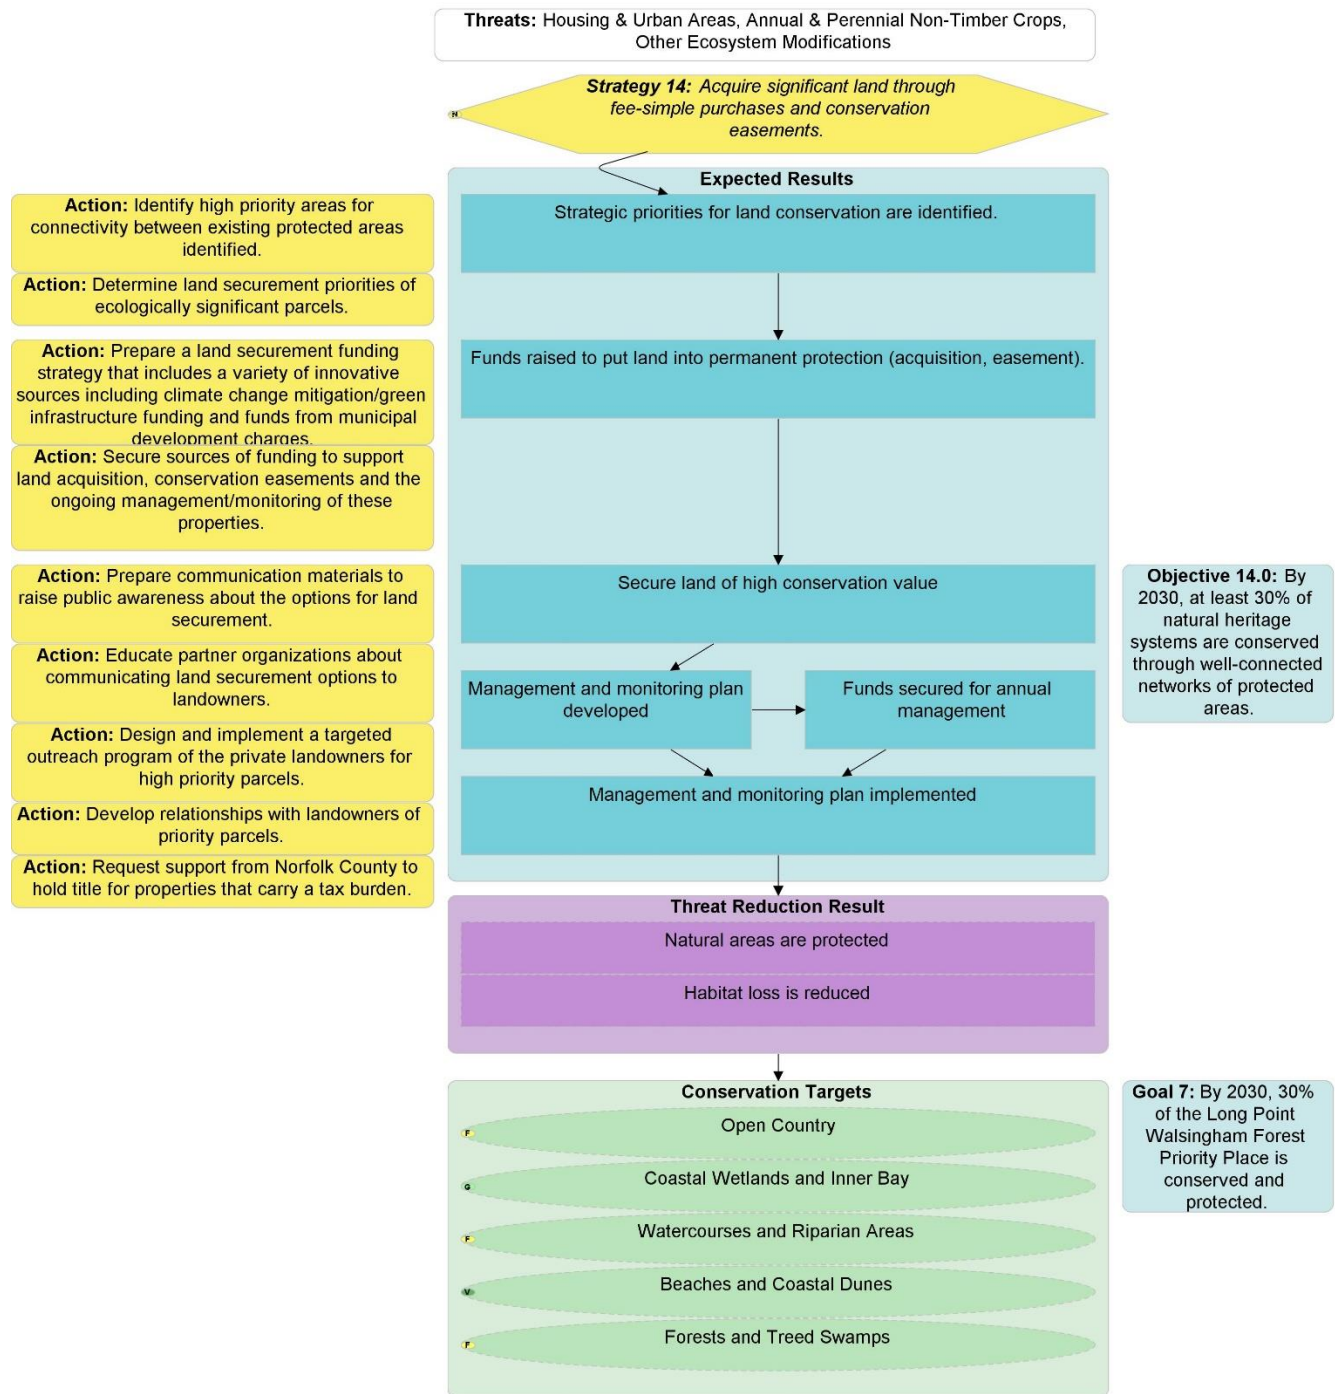 Threats: Housing & Urban Areas, Annual & Perennial Non-Timber Crops,
Other Ecosystem Modifications
Strategy 14: Acquire significant land through
fee-simple purchases and conservation
easements.
N
Expected Results
Strategic priorities for land conservation are identified.
Funds raised to put land into permanent protection (acquisition, easement).
Secure land of high conservation value
Management and monitoring plan
developed
Funds secured for annual
management
Management and monitoring plan implemented
Action: Identify high priority areas for
connectivity between existing protected areas
identified.
Action: Determine land securement priorities of
ecologically significant parcels.
Action: Prepare a land securement funding
strategy that includes a variety of innovative
sources including climate change mitigation/green
infrastructure funding and funds from municipal
development charges.
Action: Secure sources of funding to support
land acquisition, conservation easements and the
ongoing management/monitoring of these
properties.
Action: Prepare communication materials to
raise public awareness about the options for land
securement.
Action: Educate partner organizations about
communicating land securement options to
landowners.
Action: Design and implement a targeted
outreach program of the private landowners for
high priority parcels.
Action: Develop relationships with landowners of
priority parcels.
Action: Request support from Norfolk County to
hold title for properties that carry a tax burden.
Objective 14.0: By
2030, at least 30% of
natural heritage
systems are conserved
through well-connected
networks of protected
areas.
Threat Reduction Result
Natural areas are protected
Habitat loss is reduced
Conservation Targets
Open Country
F
Coastal Wetlands and Inner Bay
G
Watercourses and Riparian Areas
F
Beaches and Coastal Dunes
V
Forests and Treed Swamps
F
Goal 7: By 2030, 30%
of the Long Point
Walsingham Forest
Priority Place is
conserved and
protected.